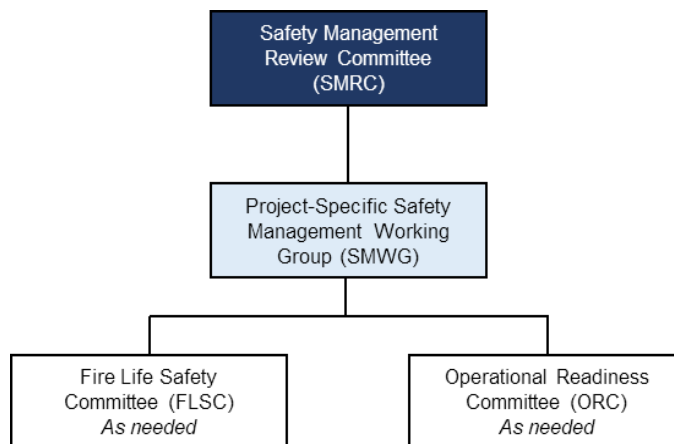 Safety Management
Review Committee
(SMRC)
Project-Specific Safety
Management Working
Group (SMWG)
Fire Life Safety
Committee (FLSC)
As needed
Operational Readiness
Committee (ORC)
As needed